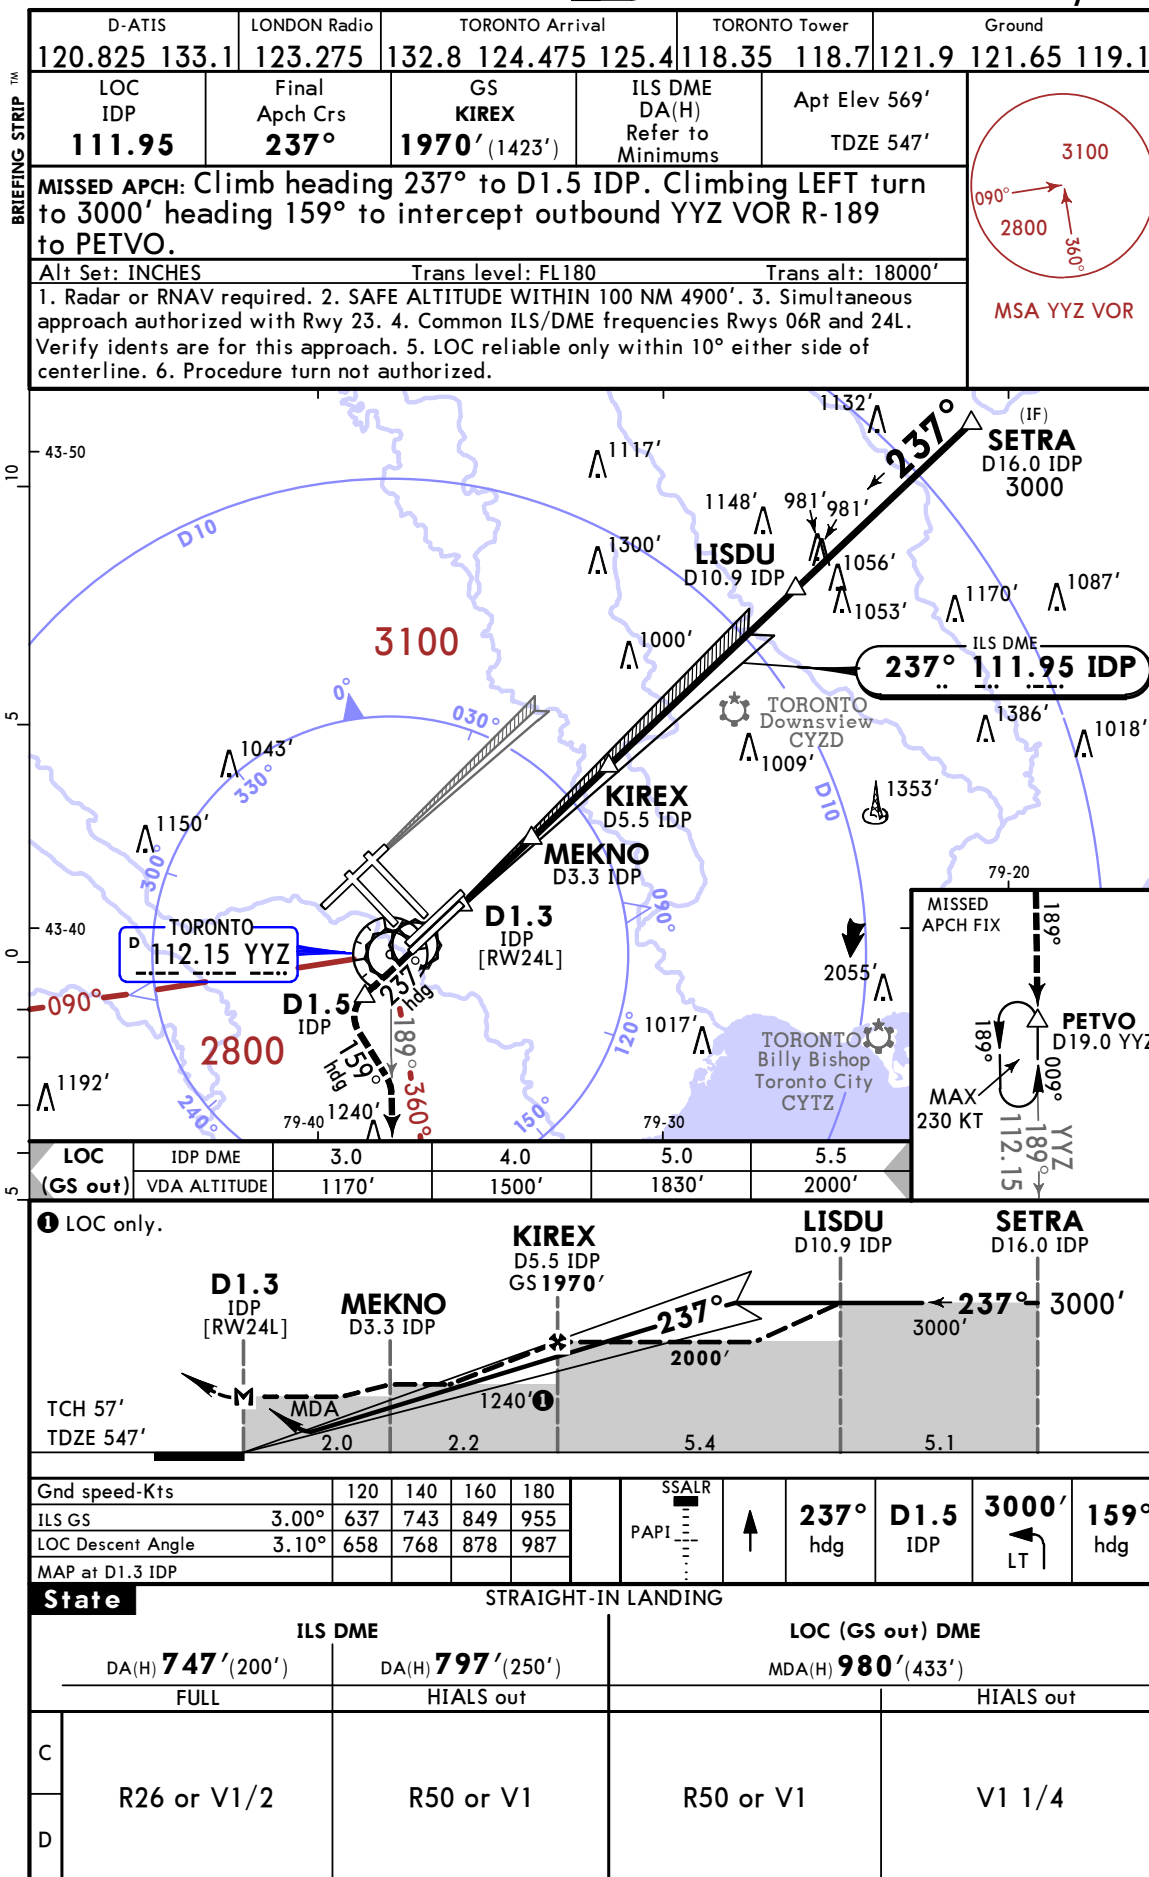 D-ATIS
LONDON Radio
TORONTO Arrival
TORONTO Tower
Ground
120.825 133.1
123.275
132.8 124.475 125.4
118.35 118.7
121.9 121.65 119.1
BRIEFING STRIP ™
LOC
IDP
111.95
Final
Apch Crs
237°
GS
KIREX
1970′ (1423′)
ILS DME
DA(H)
Refer to
Minimums
Apt Elev 569′
TDZE 547′
MISSED APCH: Climb heading 237° to D1.5 IDP. Climbing LEFT turn
to 3000′ heading 159° to intercept outbound YYZ VOR R-189
to PETVO.
Alt Set: INCHES
Trans level: FL180
Trans alt: 18000′
1. Radar or RNAV required. 2. SAFE ALTITUDE WITHIN 100 NM 4900′. 3. Simultaneous
approach authorized with Rwy 23. 4. Common ILS/DME frequencies Rwys 06R and 24L.
Verify idents are for this approach. 5. LOC reliable only within 10° either side of
centerline. 6. Procedure turn not authorized.
3100
090°
2800
360°
MSA YYZ VOR
1132′
237°
(IF)
SETRA
D16.0 IDP
3000
43-50
10
1117′
D10
1148′
981′
981′
1300′
LISDU
D10.9 IDP
1056′
1053′
1170′
1087′
3100
1000′
ILS DME
237° 111.95 IDP
0°
030°
5
TORONTO
Downsview
CYZD
1386′
1018′
1043′
330°
1009′
KIREX
D5.5 IDP
D10
1353′
1150′
MEKNO
D3.3 IDP
300°
79-20
090°
D1.3
IDP
[RW24L]
43-40
0
TORONTO
D 112.15 YYZ
2055′
090°
D1.5
IDP
237°
hdg
2800
189°
360°
159°
hdg
120°
1017′
TORONTO
Billy Bishop
Toronto City
CYTZ
1192′
240°
1240′
150°
79-40
79-30
MISSED
APCH FIX
189°
PETVO
D19.0 YYZ
189°
009°
MAX
230 KT
YYZ
189°
112.15
5
LOC
(GS out)
IDP DME
3.0
4.0
5.0
5.5
VDA ALTITUDE
1170′
1500′
1830′
2000′
1 LOC only.
D1.3
IDP
[RW24L]
MEKNO
D3.3 IDP
KIREX
D5.5 IDP
GS 1970′
LISDU
D10.9 IDP
SETRA
D16.0 IDP
237°
237°
3000′
3000′
2000′
1240′ 1
M
MDA
TCH 57′
TDZE 547′
2.0
2.2
5.4
5.1
Gnd speed-Kts
120
140
160
180
ILS GS
3.00°
637
743
849
955
LOC Descent Angle
3.10°
658
768
878
987
MAP at D1.3 IDP
SSALR
PAPI
237°
hdg
D1.5
IDP
3000′
LT
159°
hdg
State
STRAIGHT-IN LANDING
ILS DME
LOC (GS out) DME
DA(H) 747′ (200′)
DA(H) 797′ (250′)
MDA(H) 980′ (433′)
FULL
HIALS out
HIALS out
C
D
R26 or V1/2
R50 or V1
R50 or V1
V1 1/4